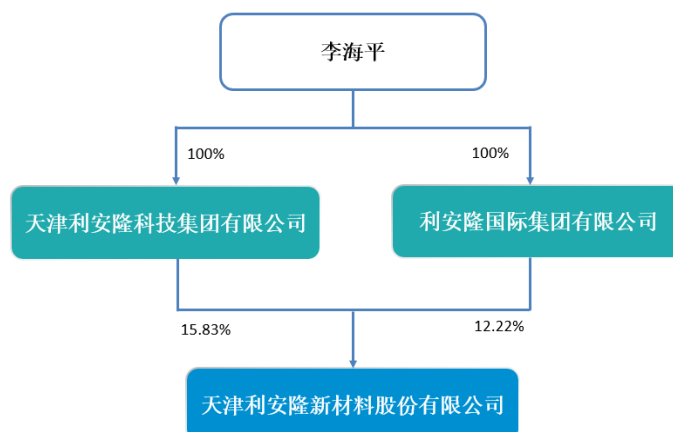 李海平
100%
100%
天津利安隆科技集团有限公司
利安隆国际集团有限公司
15.83%
12.22%
天津利安隆新材料股份有限公司